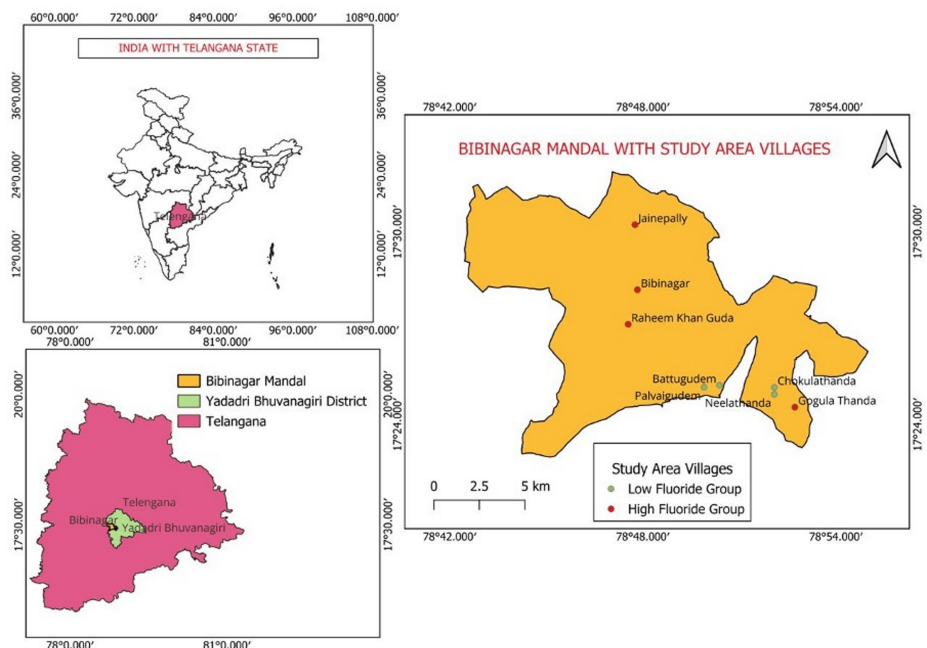 60°0.000′ 72°0.000′ 84°0.000′ 96°0.000′ 108°0.000′
INDIA WITH TELANGANA STATE
36°0.000′ 36°0.000′
24°0.000′ 24°0.000′
12°0.000′ 12°0.000′
Telengana
60°0.000′ 72°0.000′ 84°0.000′ 96°0.000′ 108°0.000′
78°0.000′ 81°0.000′
Bibinagar Mandal
Yadadri Bhuvanagiri District
Telangana
20°0.000′ 20°0.000′
17°30.000′ 17°30.000′
Telengana
Bibinagar
Yadadri Bhuvanagiri
78°0.000′ 81°0.000′
78°42.000′ 78°48.000′ 78°54.000′
BIBINAGAR MANDAL WITH STUDY AREA VILLAGES
17°30.000′ 17°30.000′
17°24.000′ 17°24.000′
Jainepally
Bibinagar
Raheem Khan Guda
Battugudem
Chokulathanda
Palvaigudem
Neelathanda
Gogula Thanda
Study Area Villages
Low Fluoride Group
High Fluoride Group
0 2.5 5 km
78°42.000′ 78°48.000′ 78°54.000′